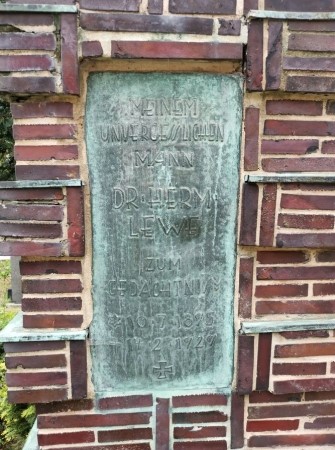 MEINEM
UNVERGESSLICHEN
MANN
DR·HERM·
LEWE
ZUM
GEDÄCHTNIS